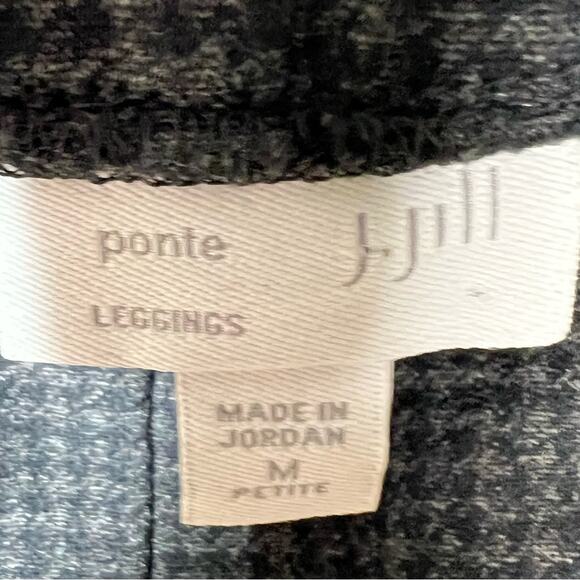 ponte
J.Jill
LEGGINGS
MADE IN
JORDAN
M
PETITE